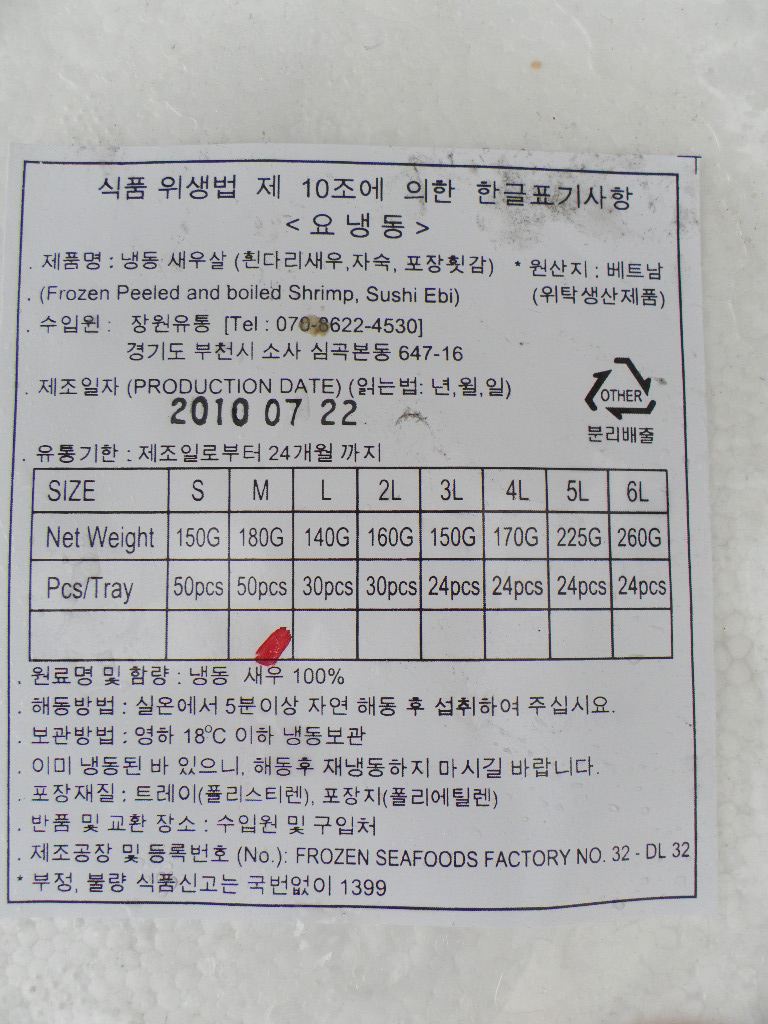 식품 위생법 제 10조에 의한 한글표기사항
< 요 냉 동 >
. 제품명 : 냉동 새우살 (흰다리새우,자숙, 포장횟감) * 원산지 : 베트남
. (Frozen Peeled and boiled Shrimp, Sushi Ebi) (위탁생산제품)
. 수입원 : 장원유통 [Tel : 070-8622-4530]
경기도 부천시 소사 심곡본동 647-16
. 제조일자 (PRODUCTION DATE) (읽는법: 년,월,일)
OTHER
2010 07 22
분리배출
. 유통기한 : 제조일로부터 24개월 까지
SIZE S M L 2L 3L 4L 5L 6L
Net Weight 150G 180G 140G 160G 150G 170G 225G 260G
Pcs/Tray 50pcs 50pcs 30pcs 30pcs 24pcs 24pcs 24pcs 24pcs
. 원료명 및 함량 : 냉동 새우 100%
. 해동방법 : 실온에서 5분이상 자연 해동 후 섭취하여 주십시요.
. 보관방법 : 영하 18°C 이하 냉동보관
. 이미 냉동된 바 있으니, 해동후 재냉동하지 마시길 바랍니다.
. 포장재질 : 트레이(폴리스티렌), 포장지(폴리에틸렌)
. 반품 및 교환 장소 : 수입원 및 구입처
. 제조공장 및 등록번호 (No.): FROZEN SEAFOODS FACTORY NO. 32 - DL 32
* 부정, 불량 식품신고는 국번없이 1399